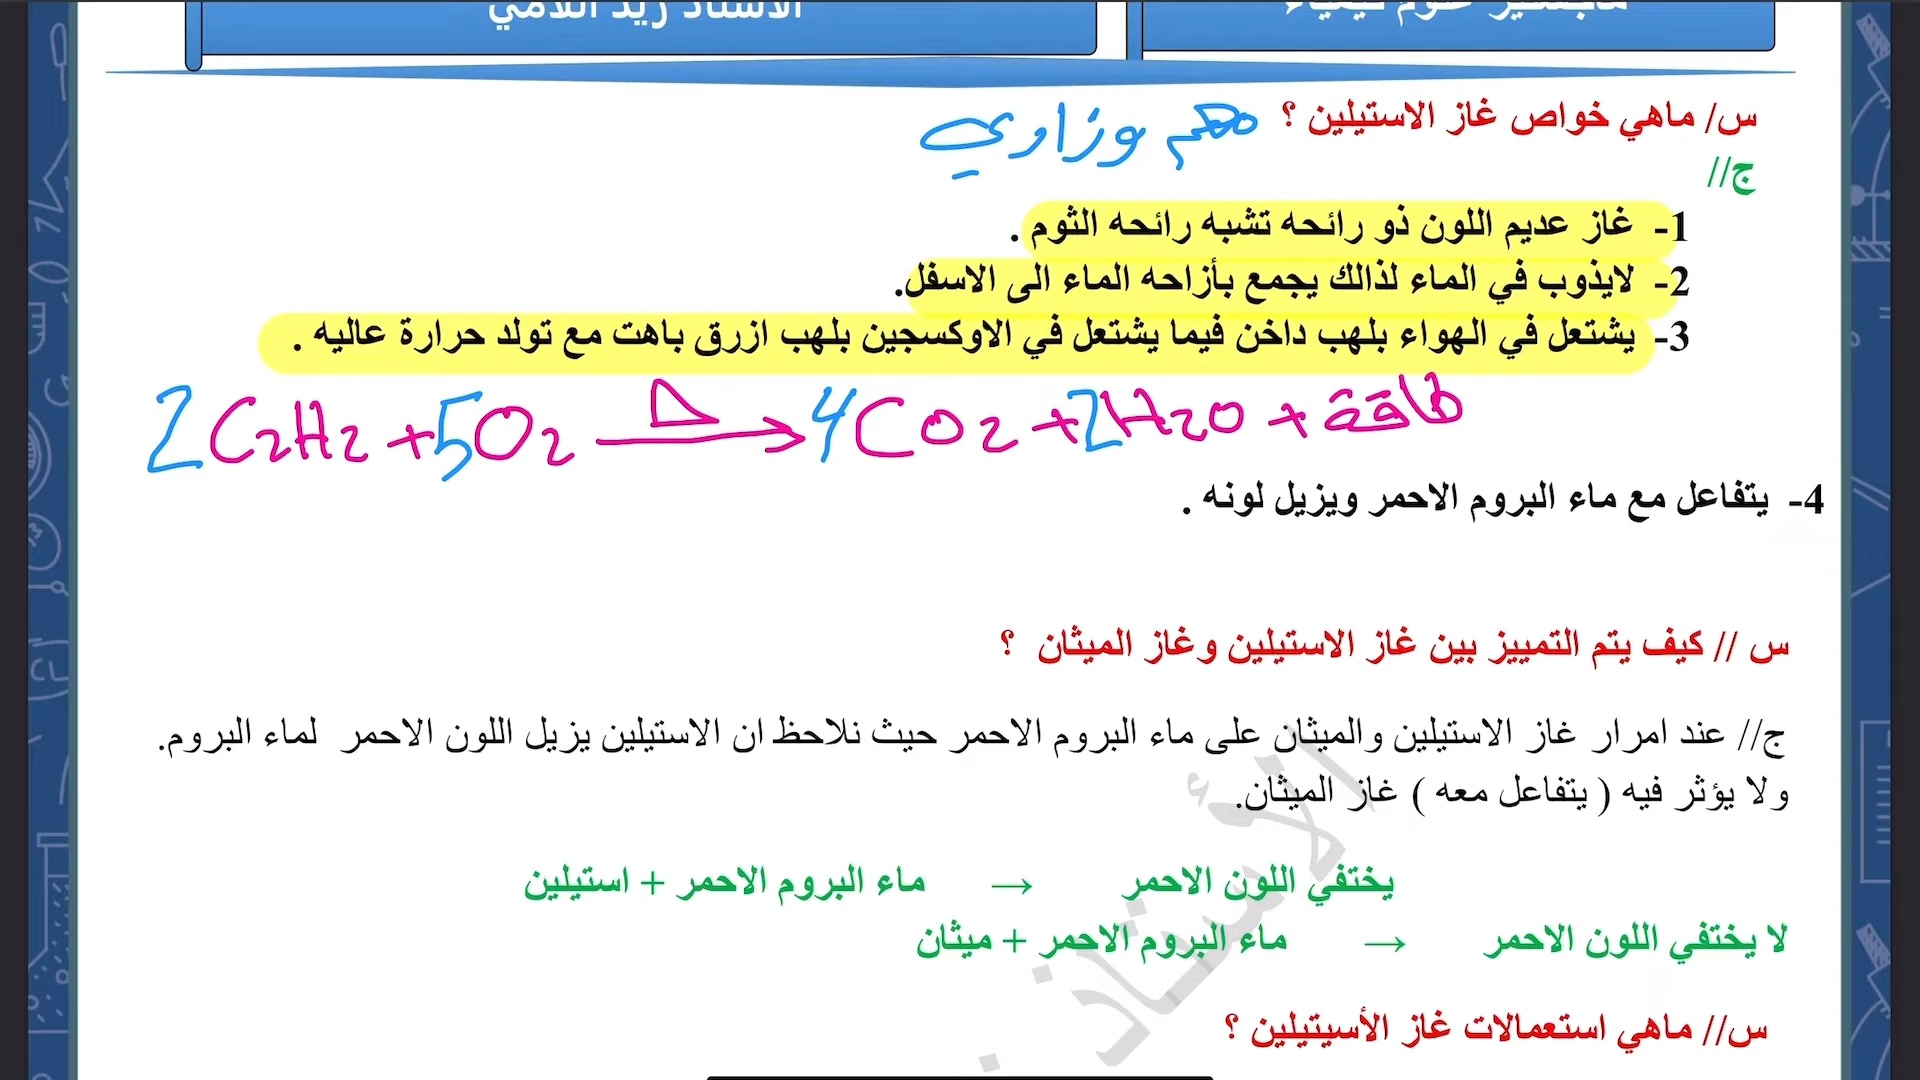 الاستاذ زيد اللامي
س/ ماهي خواص غاز الاستيلين ؟ مهم وزاري
ج//
1- غاز عديم اللون ذو رائحه تشبه رائحه الثوم .
2- لايذوب في الماء لذالك يجمع بأزاحه الماء الى الاسفل.
3- يشتعل في الهواء بلهب داخن فيما يشتعل في الاوكسجين بلهب ازرق باهت مع تولد حرارة عاليه .
2C2H2 + 5O2 —Δ→ 4CO2 + 2H2O + طاقة
4- يتفاعل مع ماء البروم الاحمر ويزيل لونه .
س // كيف يتم التمييز بين غاز الاستيلين وغاز الميثان ؟
ج// عند امرار غاز الاستيلين والميثان على ماء البروم الاحمر حيث نلاحظ ان الاستيلين يزيل اللون الاحمر لماء البروم.
ولا يؤثر فيه ( يتفاعل معه ) غاز الميثان.
استيلين + ماء البروم الاحمر → يختفي اللون الاحمر
ميثان + ماء البروم الاحمر → لا يختفي اللون الاحمر
س// ماهي استعمالات غاز الأسيتيلين ؟
الأستاذ